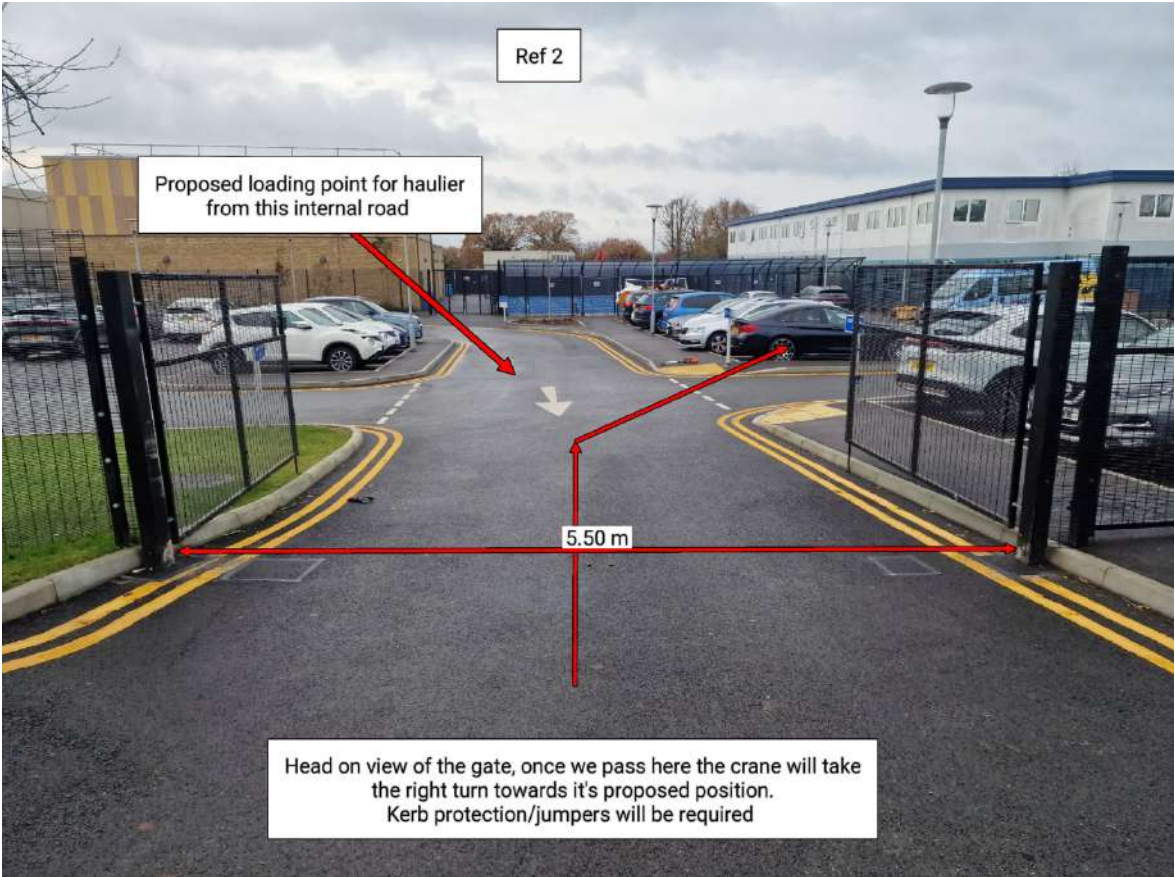 Ref 2
Proposed loading point for haulier
from this internal road
5.50 m
Head on view of the gate, once we pass here the crane will take
the right turn towards it's proposed position.
Kerb protection/jumpers will be required